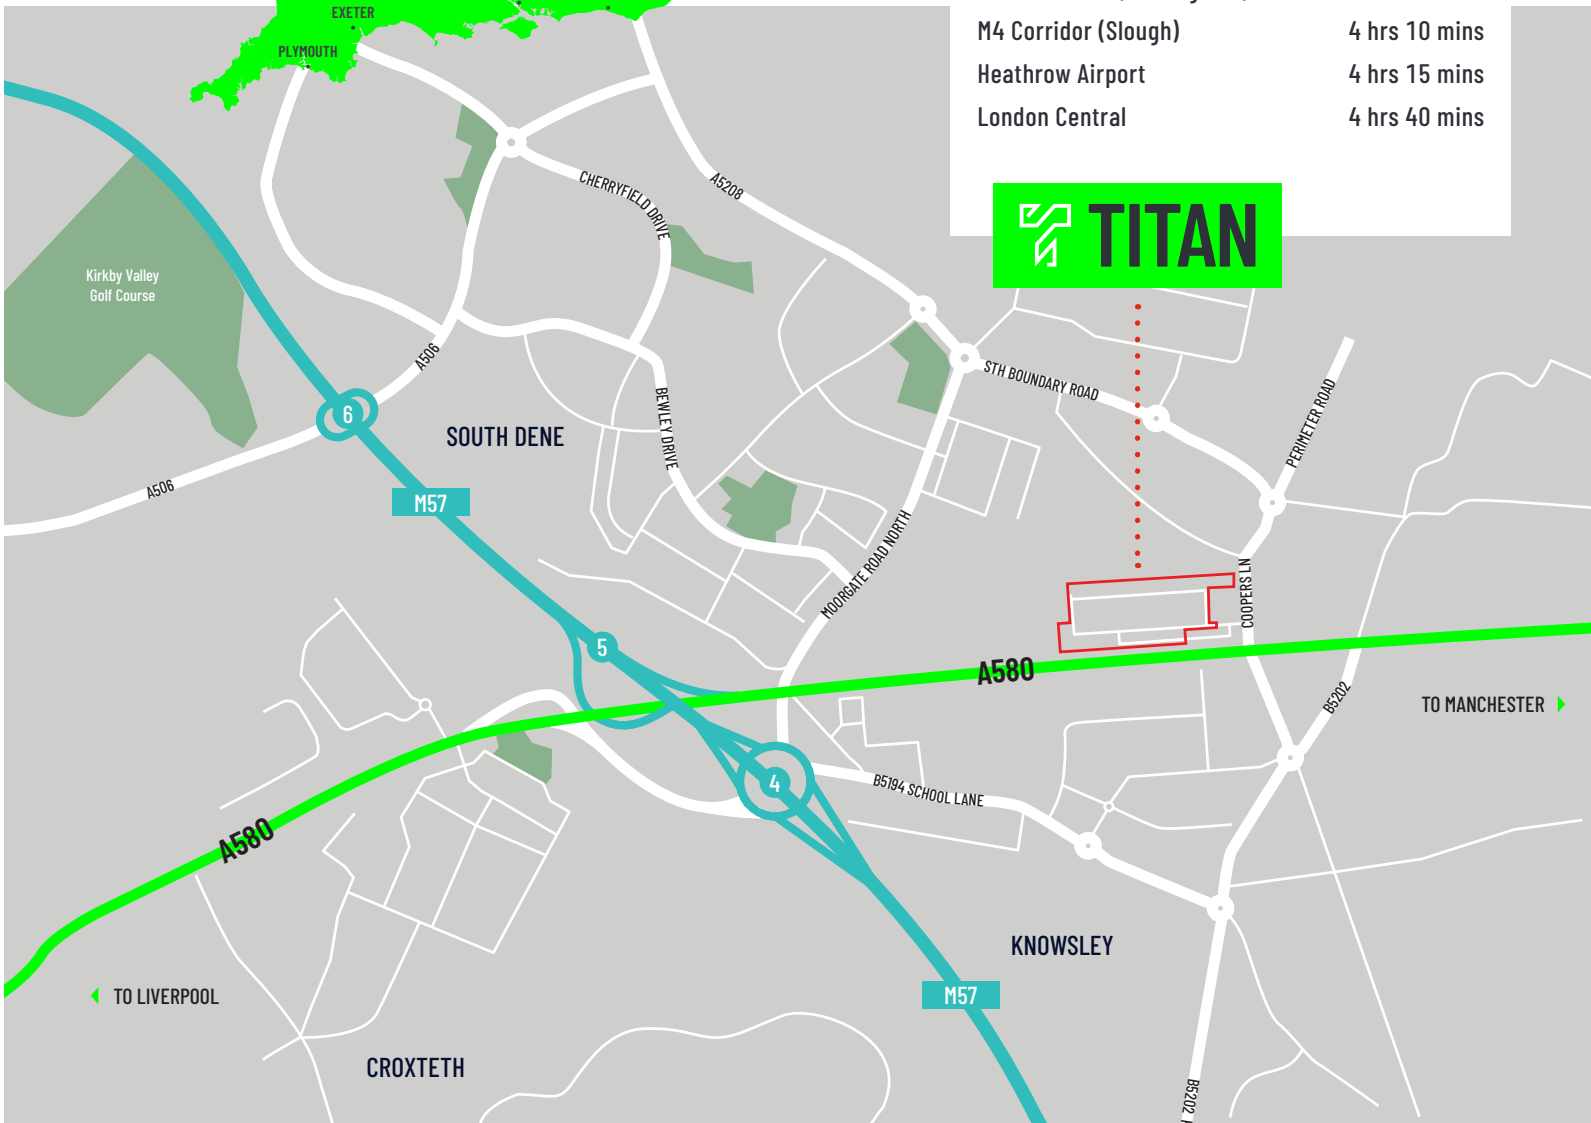 EXETER
PLYMOUTH
M4 Corridor (Slough) 4 hrs 10 mins
Heathrow Airport 4 hrs 15 mins
London Central 4 hrs 40 mins
TITAN
CHERRYFIELD DRIVE
A5208
Kirkby Valley
Golf Course
A506
STH BOUNDARY ROAD
PERIMETER ROAD
6
SOUTH DENE
BEWLEY DRIVE
A506
M57
MOORGATE ROAD NORTH
COOPERS LN
5
A580
B5202
TO MANCHESTER
4
B5194 SCHOOL LANE
A580
KNOWSLEY
TO LIVERPOOL
M57
CROXTETH
B5202